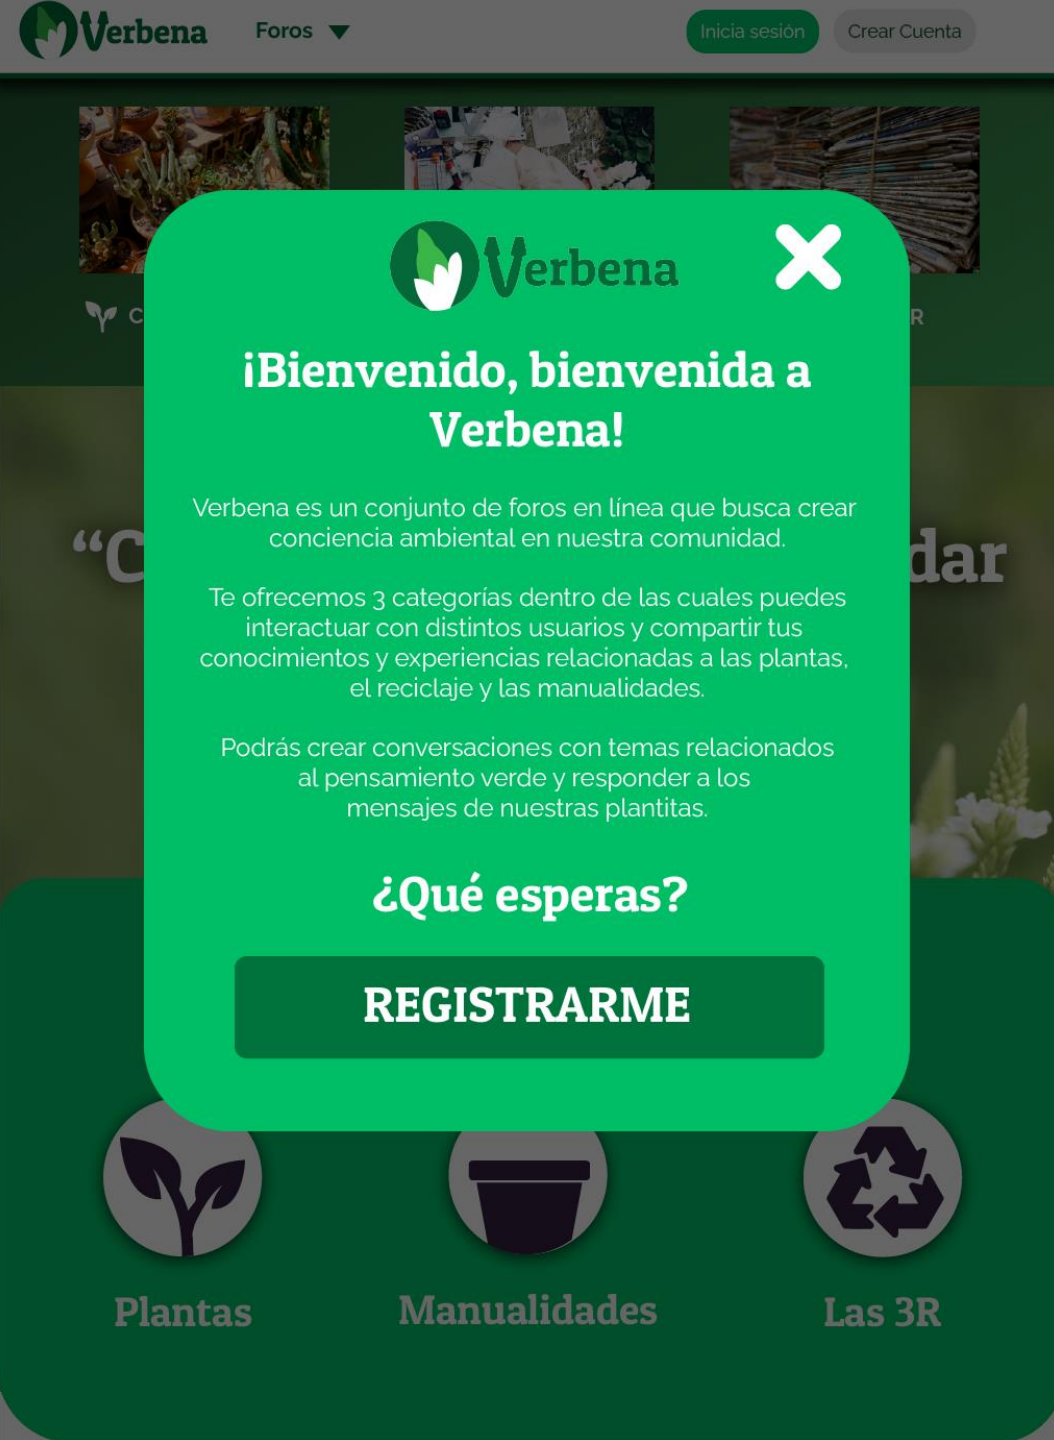 Verbena
Foros
Inicia sesión
Crear Cuenta
Verbena
¡Bienvenido, bienvenida a
Verbena!
Verbena es un conjunto de foros en línea que busca crear
conciencia ambiental en nuestra comunidad.
Te ofrecemos 3 categorías dentro de las cuales puedes
interactuar con distintos usuarios y compartir tus
conocimientos y experiencias relacionadas a las plantas,
el reciclaje y las manualidades.
Podrás crear conversaciones con temas relacionados
al pensamiento verde y responder a los
mensajes de nuestras plantitas.
¿Qué esperas?
REGISTRARME
Plantas
Manualidades
Las 3R